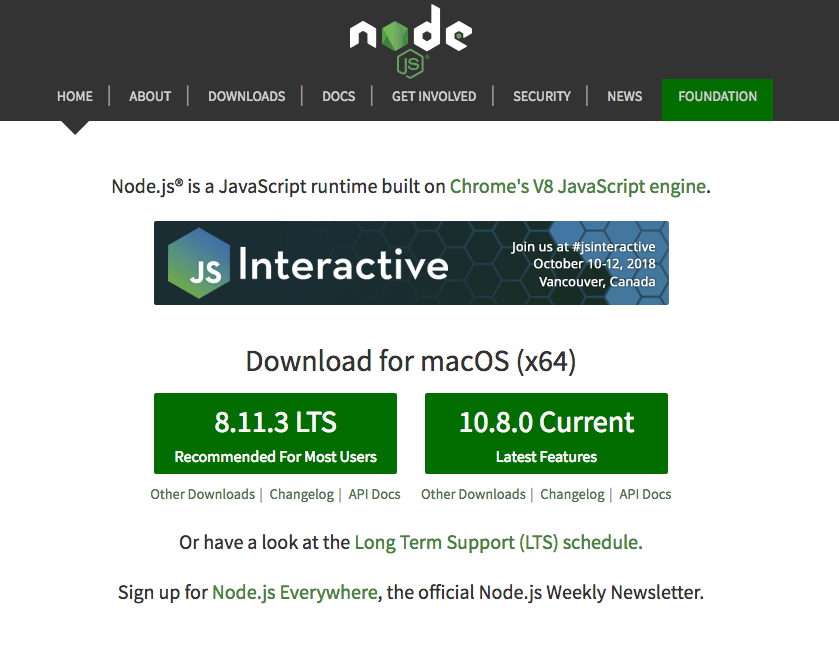 node
JS
HOME | ABOUT | DOWNLOADS | DOCS | GET INVOLVED | SECURITY | NEWS FOUNDATION
Node.js® is a JavaScript runtime built on Chrome's V8 JavaScript engine.
JS Interactive
Join us at #jsinteractive
October 10-12, 2018
Vancouver, Canada
Download for macOS (x64)
8.11.3 LTS
Recommended For Most Users
10.8.0 Current
Latest Features
Other Downloads | Changelog | API Docs
Other Downloads | Changelog | API Docs
Or have a look at the Long Term Support (LTS) schedule.
Sign up for Node.js Everywhere, the official Node.js Weekly Newsletter.